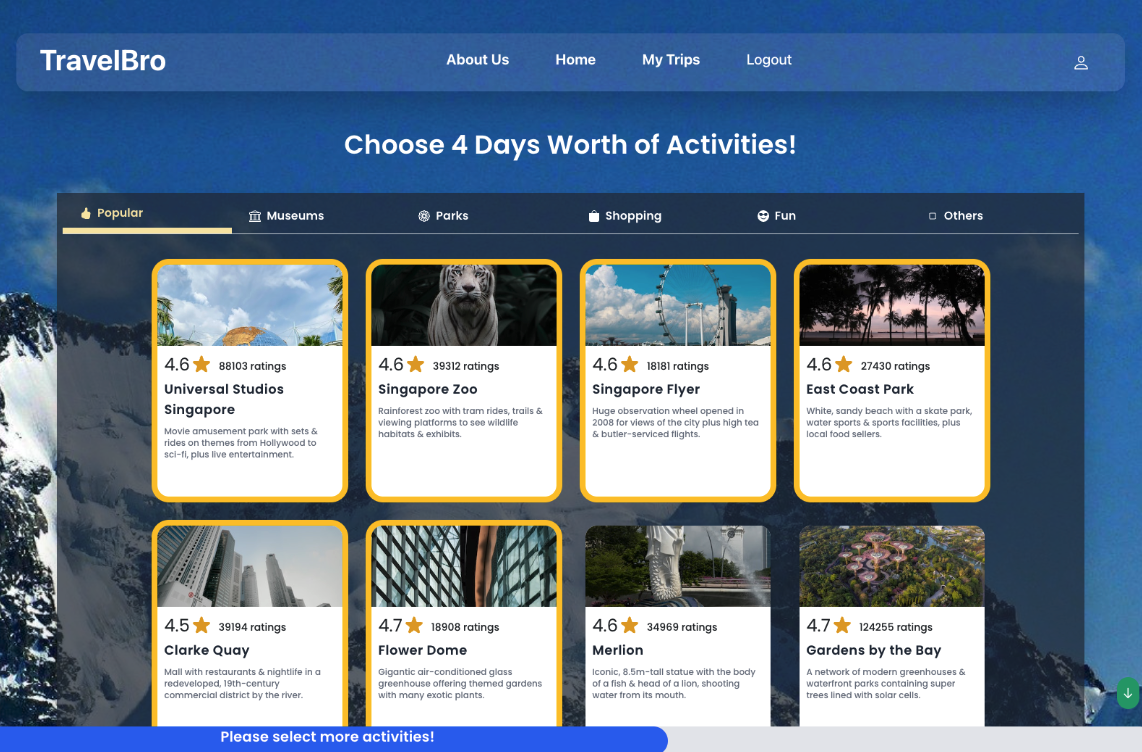 TravelBro
About Us
Home
My Trips
Logout
Choose 4 Days Worth of Activities!
Popular
Museums
Parks
Shopping
Fun
Others
4.6 88103 ratings
Universal Studios
Singapore
Movie amusement park with sets &
rides on themes from Hollywood to
sci-fi, plus live entertainment.
4.6 39312 ratings
Singapore Zoo
Rainforest zoo with tram rides, trails &
viewing platforms to see wildlife
habitats & exhibits.
4.6 18181 ratings
Singapore Flyer
Huge observation wheel opened in
2008 for views of the city plus high tea
& butler-serviced flights.
4.6 27430 ratings
East Coast Park
White, sandy beach with a skate park,
water sports & sports facilities, plus
local food sellers.
4.5 39194 ratings
Clarke Quay
Mall with restaurants & nightlife in a
redeveloped, 19th-century
commercial district by the river.
4.7 18908 ratings
Flower Dome
Gigantic air-conditioned glass
greenhouse offering themed gardens
with many exotic plants.
4.6 34969 ratings
Merlion
Iconic, 8.5m-tall statue with the body
of a fish & head of a lion, shooting
water from its mouth.
4.7 124255 ratings
Gardens by the Bay
A network of modern greenhouses &
waterfront parks containing super
trees lined with solar cells.
Please select more activities!